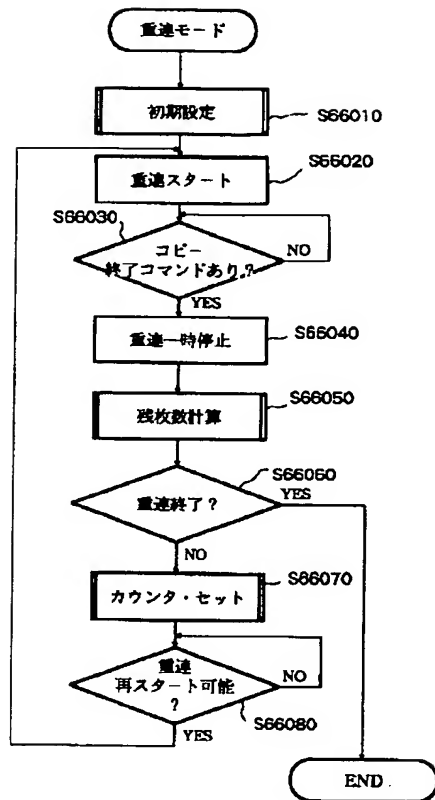 重連モード
初期設定
S66010
重連スタート
S66020
S66030
コピー
終了コマンドあり?
NO
YES
重連一時停止
S66040
残枚数計算
S66050
重連終了?
S66060
YES
NO
カウンタ・セット
S66070
重連
再スタート可能
?
NO
S66080
YES
END